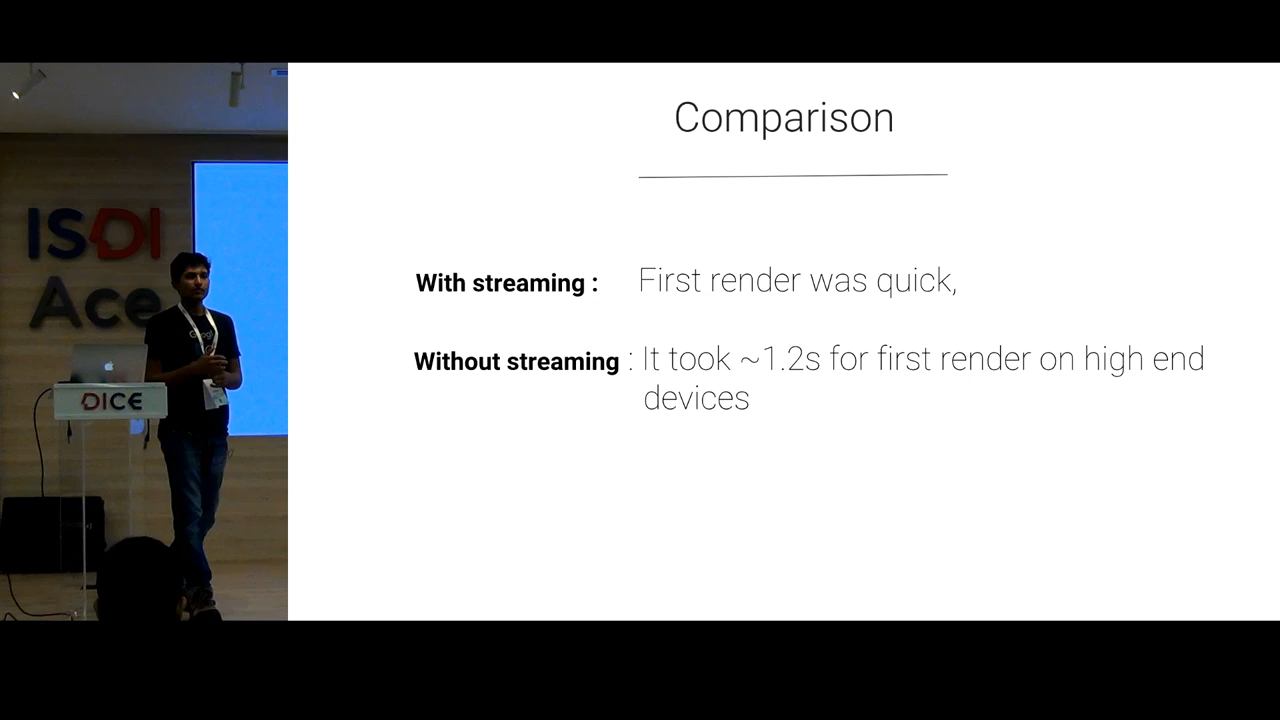 Comparison
With streaming : First render was quick,
Without streaming : It took ~1.2s for first render on high end
devices
ISDI
Ace
DICE